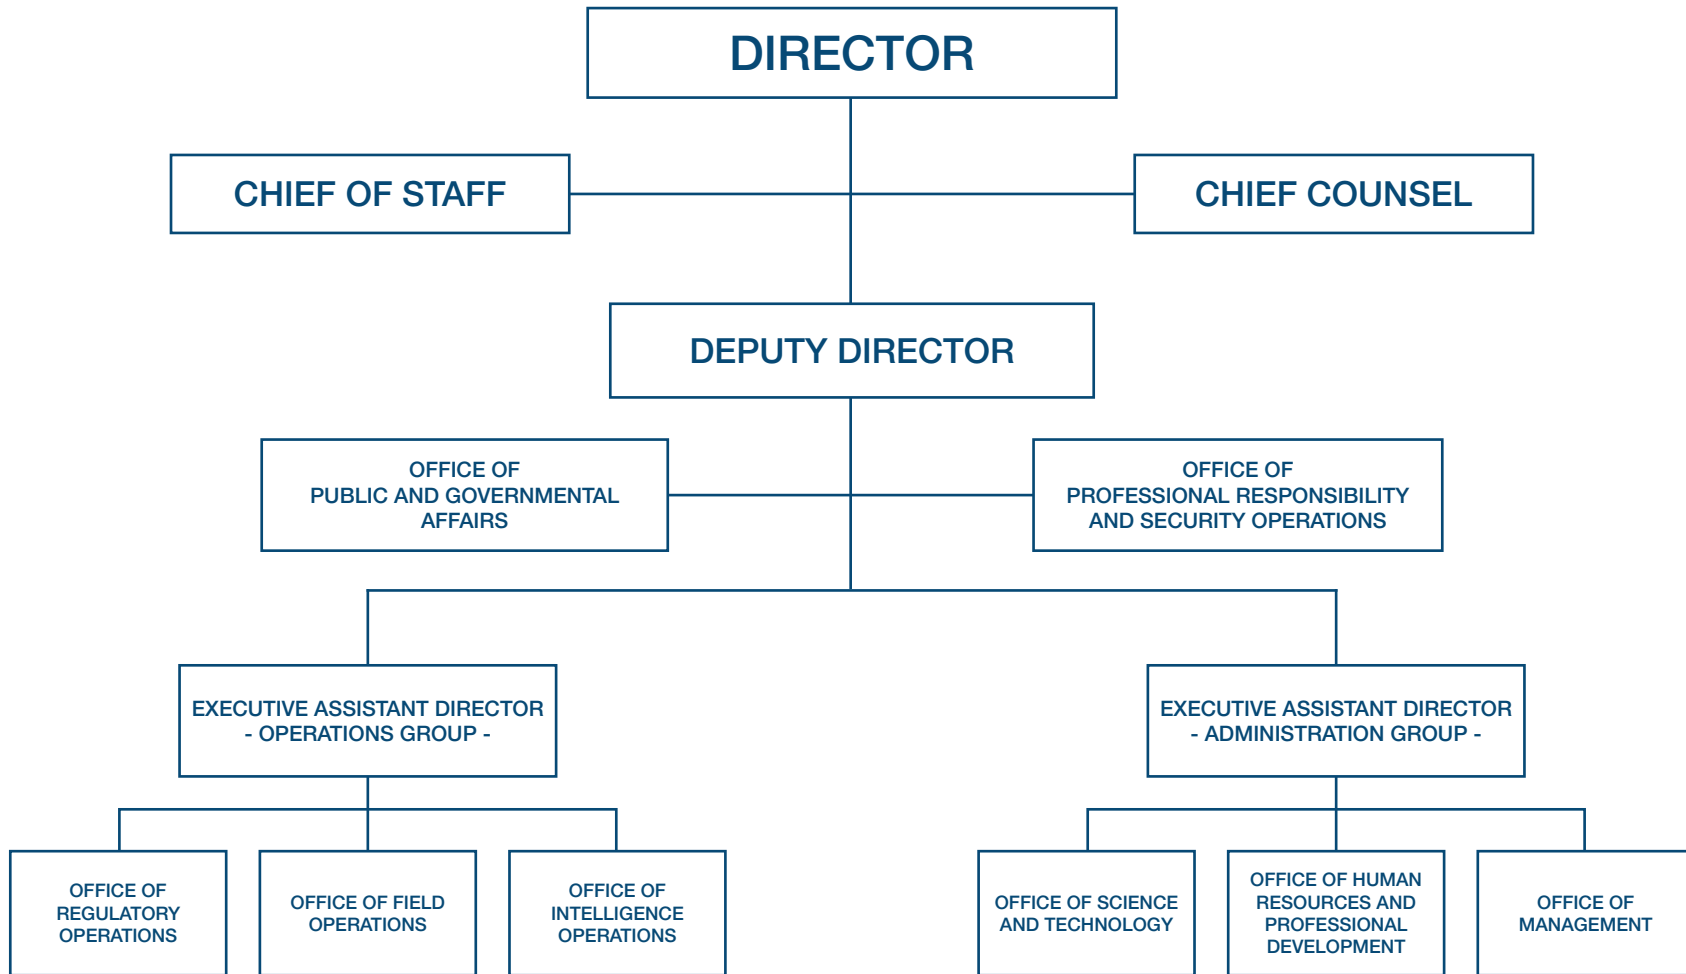 DIRECTOR
CHIEF OF STAFF
CHIEF COUNSEL
DEPUTY DIRECTOR
OFFICE OF
PUBLIC AND GOVERNMENTAL
AFFAIRS
OFFICE OF
PROFESSIONAL RESPONSIBILITY
AND SECURITY OPERATIONS
EXECUTIVE ASSISTANT DIRECTOR
- OPERATIONS GROUP -
EXECUTIVE ASSISTANT DIRECTOR
- ADMINISTRATION GROUP -
OFFICE OF
REGULATORY
OPERATIONS
OFFICE OF FIELD
OPERATIONS
OFFICE OF
INTELLIGENCE
OPERATIONS
OFFICE OF SCIENCE
AND TECHNOLOGY
OFFICE OF HUMAN
RESOURCES AND
PROFESSIONAL
DEVELOPMENT
OFFICE OF
MANAGEMENT